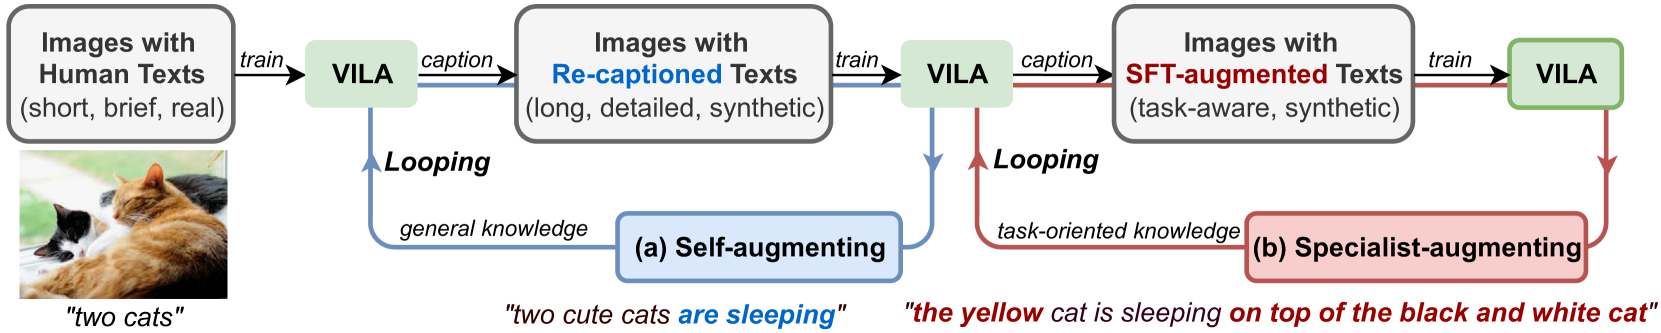 Images with
Human Texts
(short, brief, real)
train
VILA
caption
Images with
Re-captioned Texts
(long, detailed, synthetic)
train
VILA
caption
Images with
SFT-augmented Texts
(task-aware, synthetic)
train
VILA
Looping
general knowledge
(a) Self-augmenting
Looping
task-oriented knowledge
(b) Specialist-augmenting
"two cats"
"two cute cats are sleeping"
"the yellow cat is sleeping on top of the black and white cat"